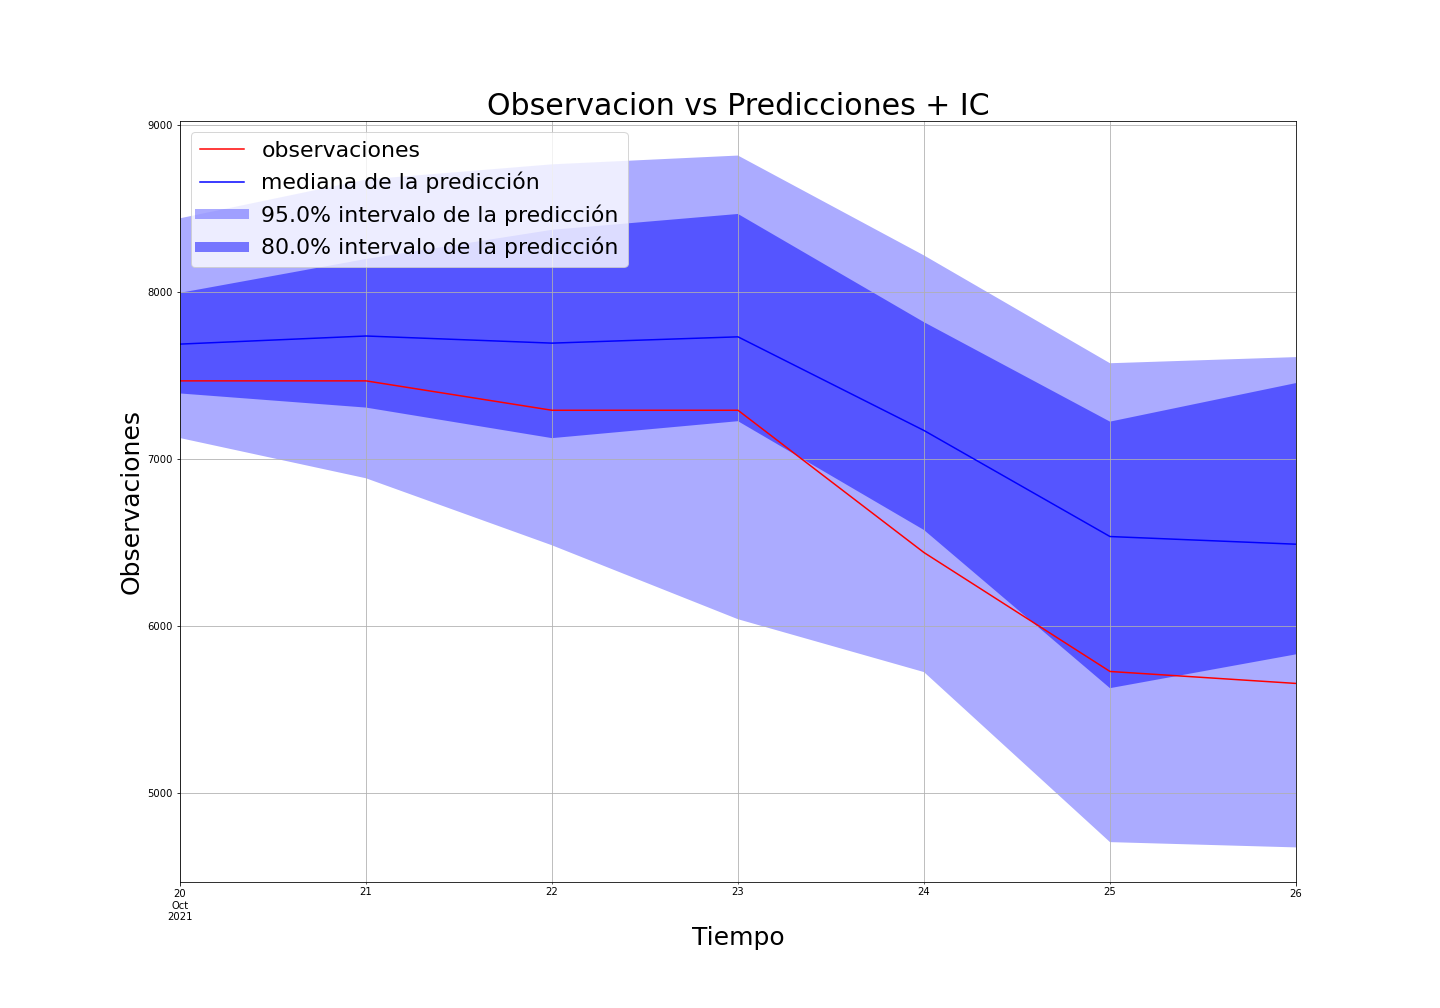 Observacion vs Predicciones + IC
observaciones
mediana de la predicción
95.0% intervalo de la predicción
80.0% intervalo de la predicción
Observaciones
9000
8000
7000
6000
5000
20 21 22 23 24 25 26
Oct
2021
Tiempo